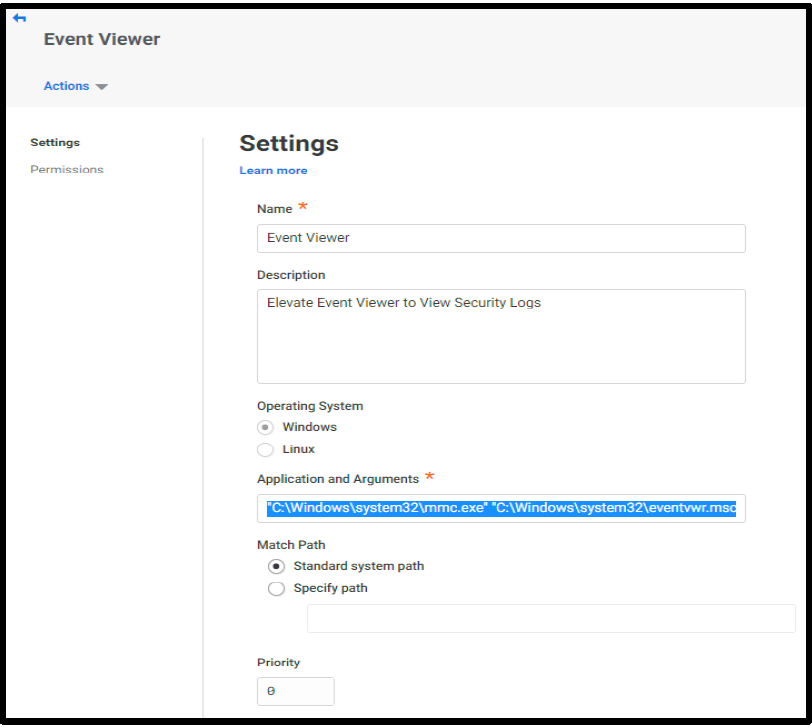 Event Viewer
Actions
Settings
Permissions
Settings
Learn more
Name *
Event Viewer
Description
Elevate Event Viewer to View Security Logs
Operating System
Windows
Linux
Application and Arguments *
"C:\Windows\system32\mmc.exe" "C:\Windows\system32\eventvwr.msc
Match Path
Standard system path
Specify path
Priority
0